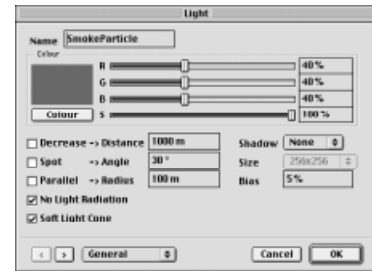 Light
Name SmokeParticle
Colour
R 40%
G 40%
B 40%
Colour S 100%
Decrease -> Distance 1000 m Shadow None
Spot -> Angle 30° Size 256x256
Parallel -> Radius 100 m Bias 5%
No Light Radiation
Soft Light Cone
< > General Cancel OK